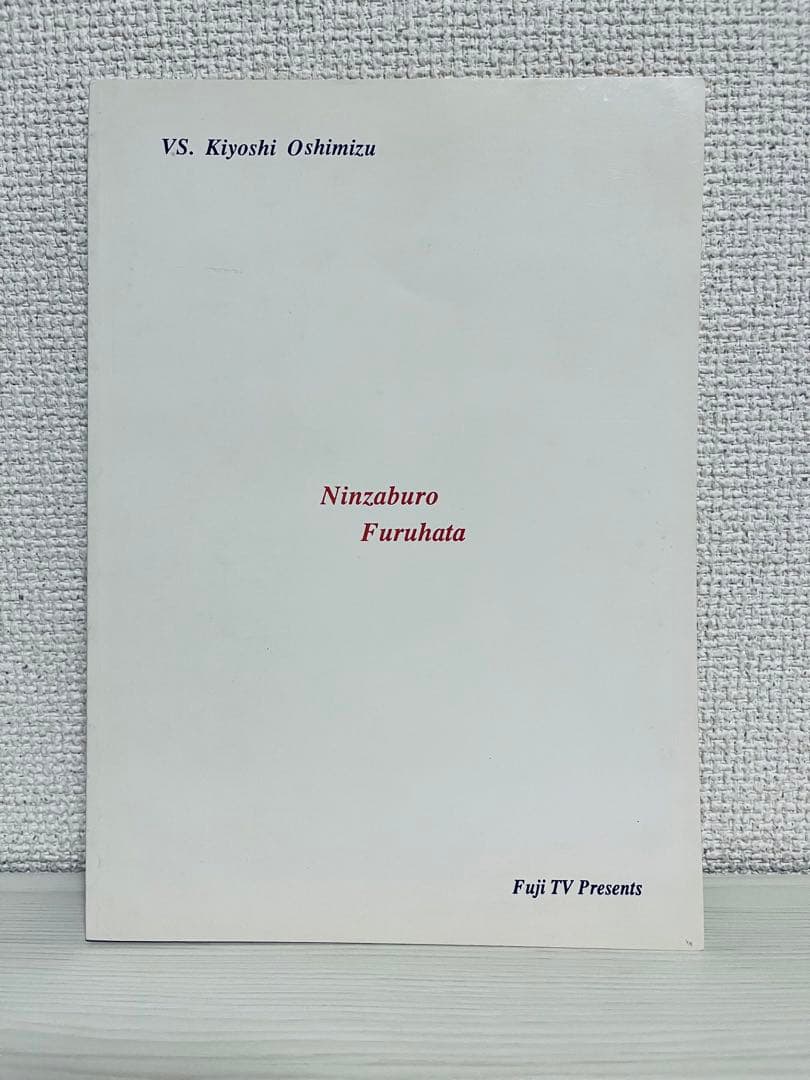 VS. Kiyoshi Oshimizu
Ninzaburo
Furuhata
Fuji TV Presents